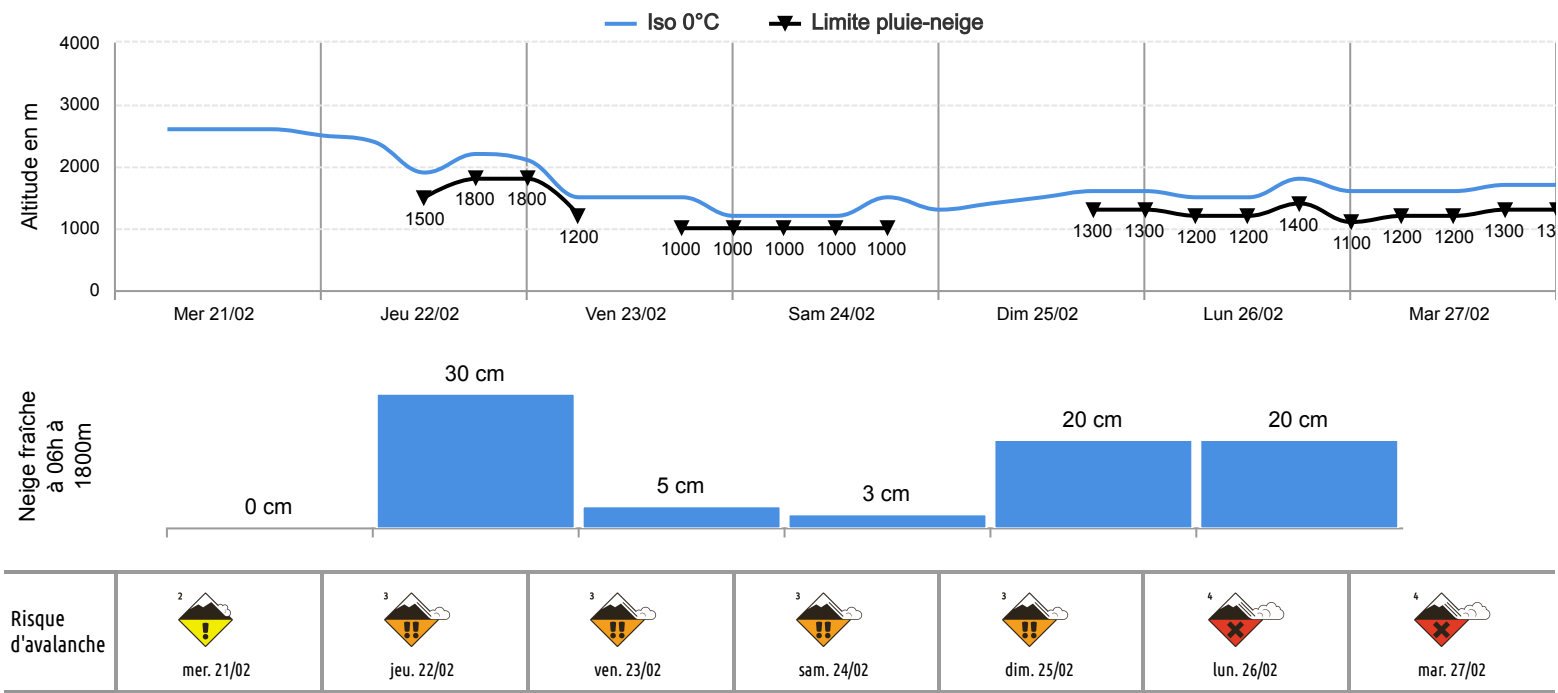 Iso 0°C Limite pluie-neige
Altitude en m
4000
3000
2000
1000
0
1500 1800 1800 1200 1000 1000 1000 1000 1000 1300 1300 1200 1200 1400 1100 1200 1200 1300 13
Mer 21/02 Jeu 22/02 Ven 23/02 Sam 24/02 Dim 25/02 Lun 26/02 Mar 27/02
Neige fraîche
à 06h à
1800m
0 cm 30 cm 5 cm 3 cm 20 cm 20 cm
Risque
d'avalanche
2 3 3 3 3 4 4
! !! !! !! !!
mer. 21/02 jeu. 22/02 ven. 23/02 sam. 24/02 dim. 25/02 lun. 26/02 mar. 27/02